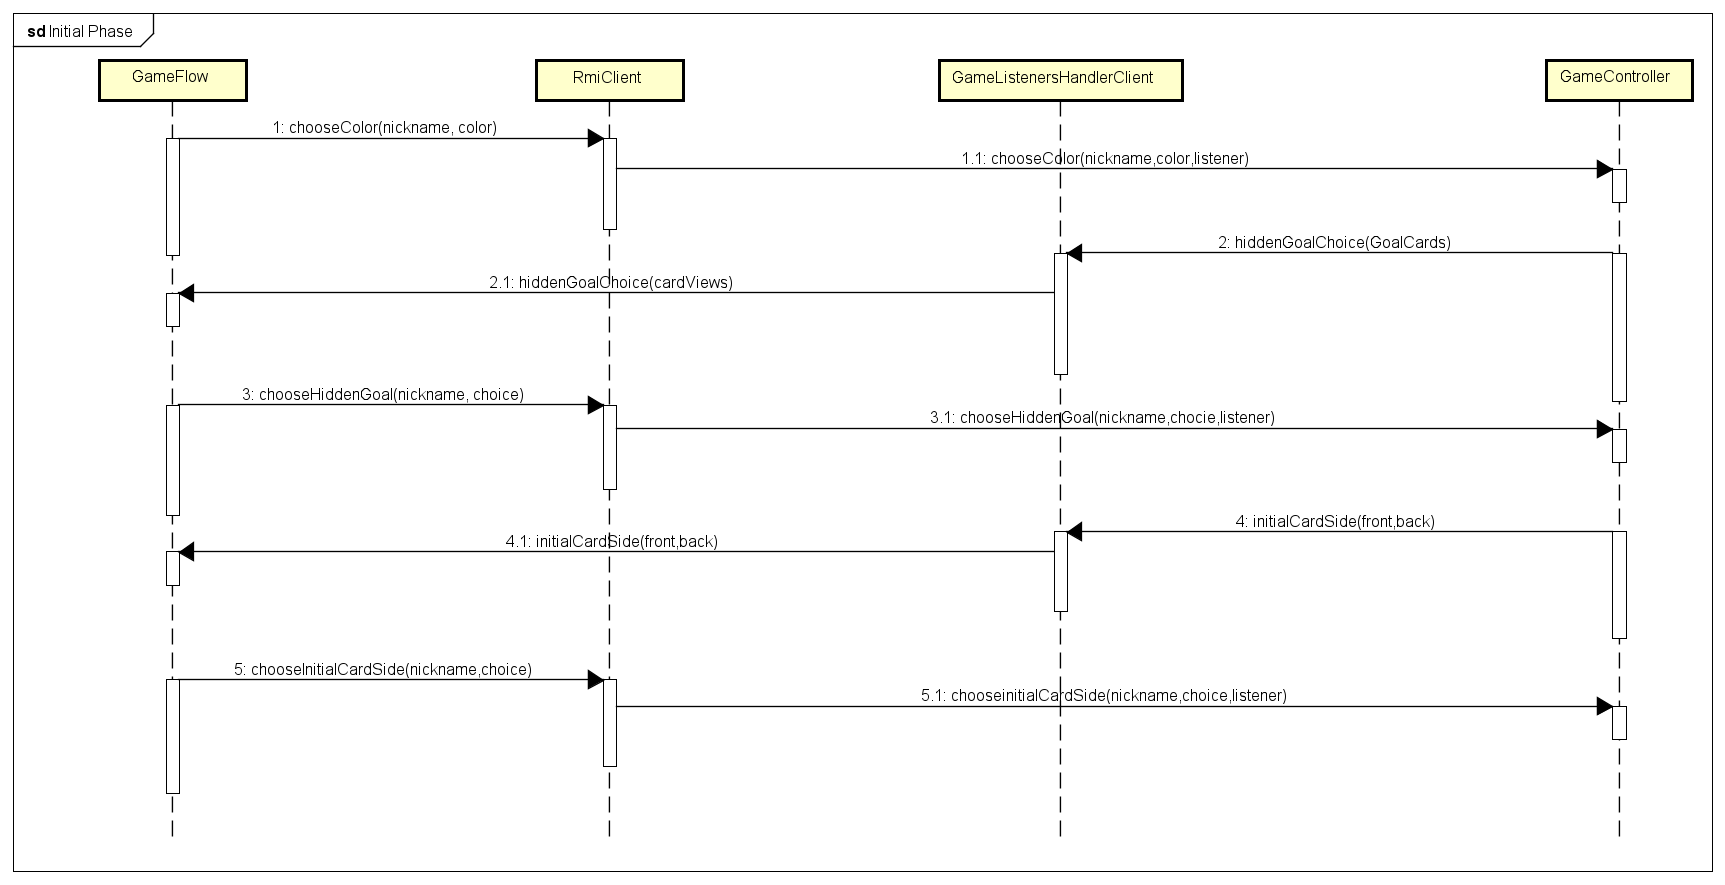 sd Initial Phase
GameFlow
RmiClient
GameListenersHandlerClient
GameController
1: chooseColor(nickname, color)
1.1: chooseColor(nickname,color,listener)
2: hiddenGoalChoice(GoalCards)
2.1: hiddenGoalChoice(cardViews)
3: chooseHiddenGoal(nickname, choice)
3.1: chooseHiddenGoal(nickname,chocie,listener)
4: initialCardSide(front,back)
4.1: initialCardSide(front,back)
5: chooseInitialCardSide(nickname,choice)
5.1: chooseinitialCardSide(nickname,choice,listener)